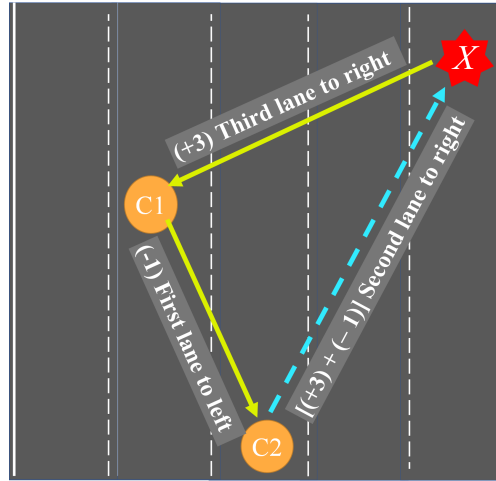 X
(+3) Third lane to right
C1
(-1) First lane to left
[(+3) + (– 1)] Second lane to right
C2